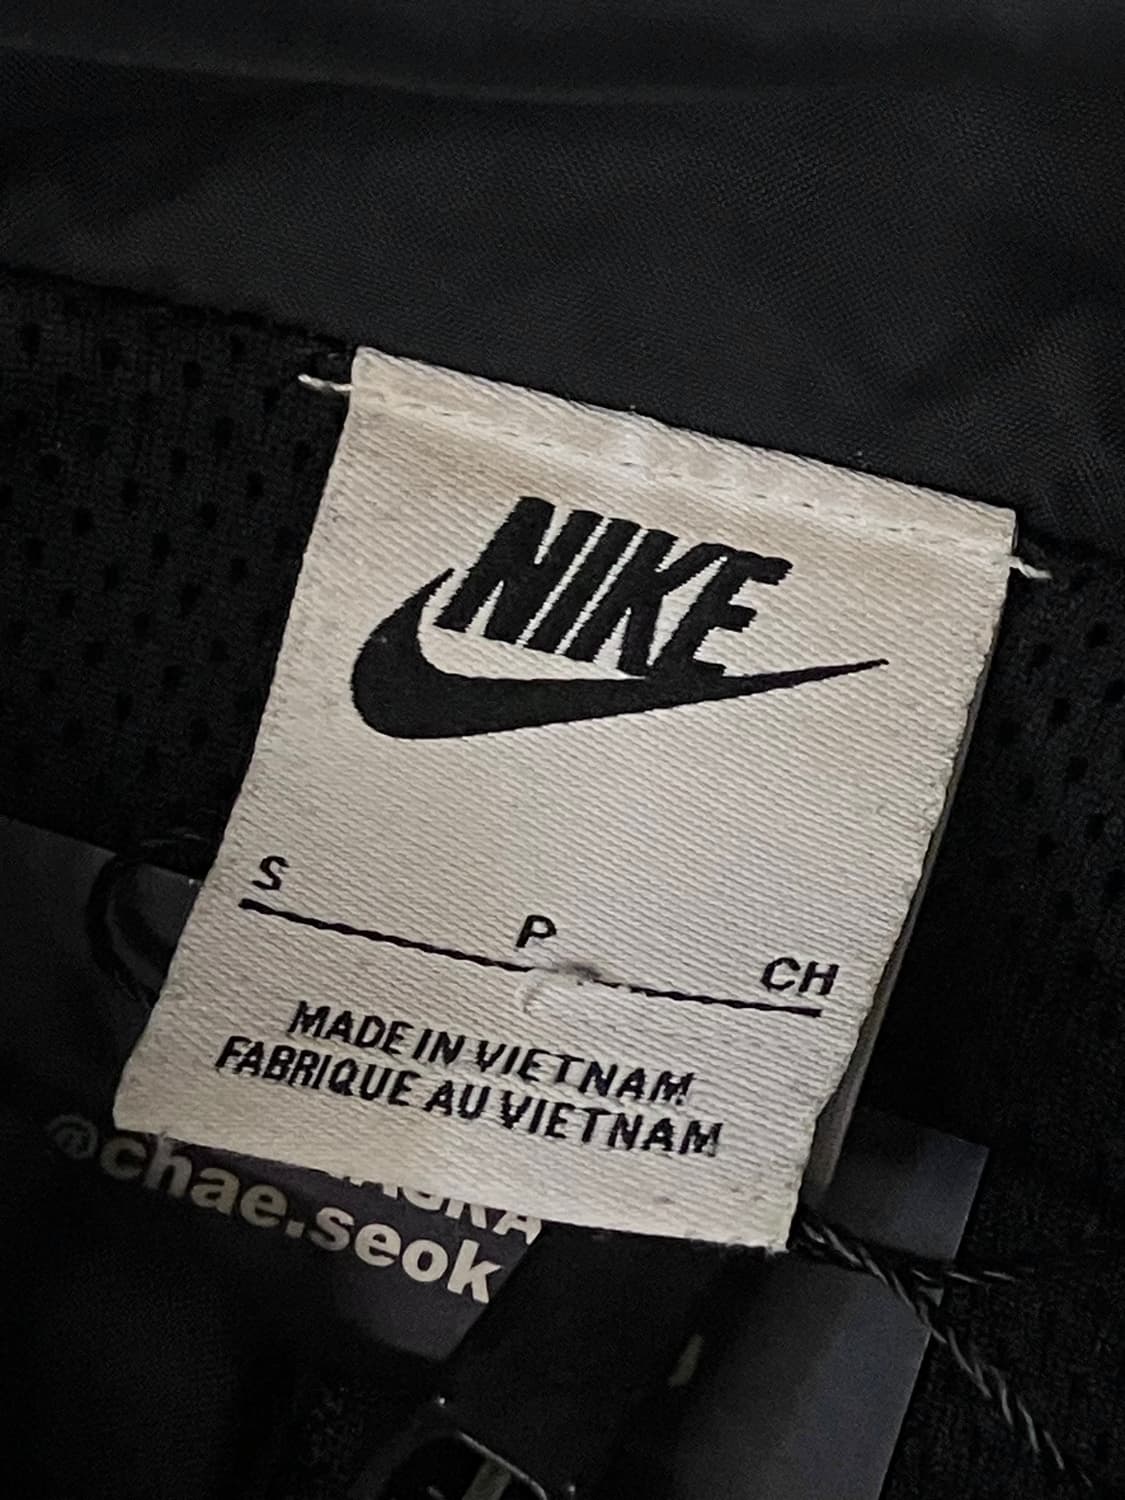 NIKE
S P CH
MADE IN VIETNAM
FABRIQUE AU VIETNAM
@chae.seok